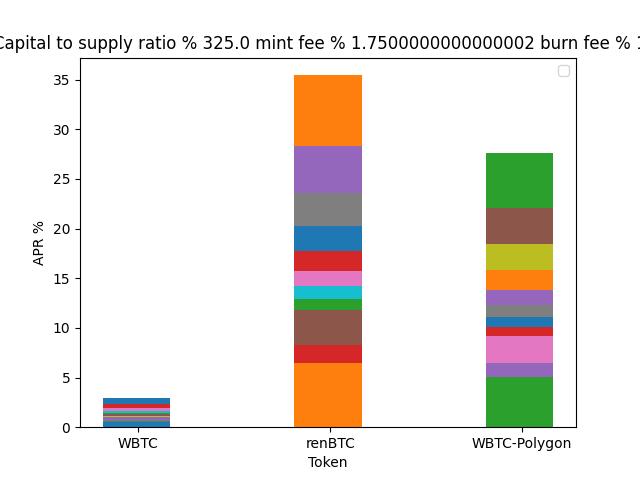 Capital to supply ratio % 325.0 mint fee % 1.7500000000000002 burn fee % 1
35
30
25
20
15
10
5
0
APR %
WBTC
renBTC
WBTC-Polygon
Token